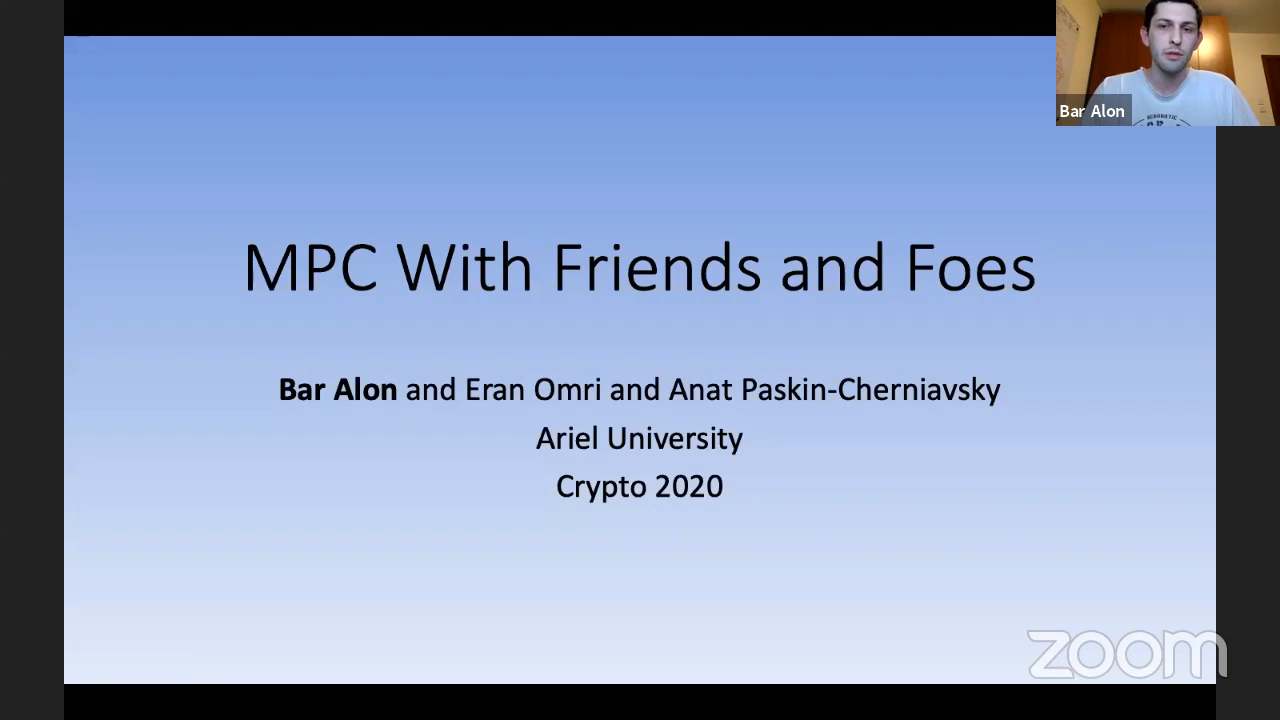 MPC With Friends and Foes
Bar Alon and Eran Omri and Anat Paskin-Cherniavsky
Ariel University
Crypto 2020
Bar Alon
zoom